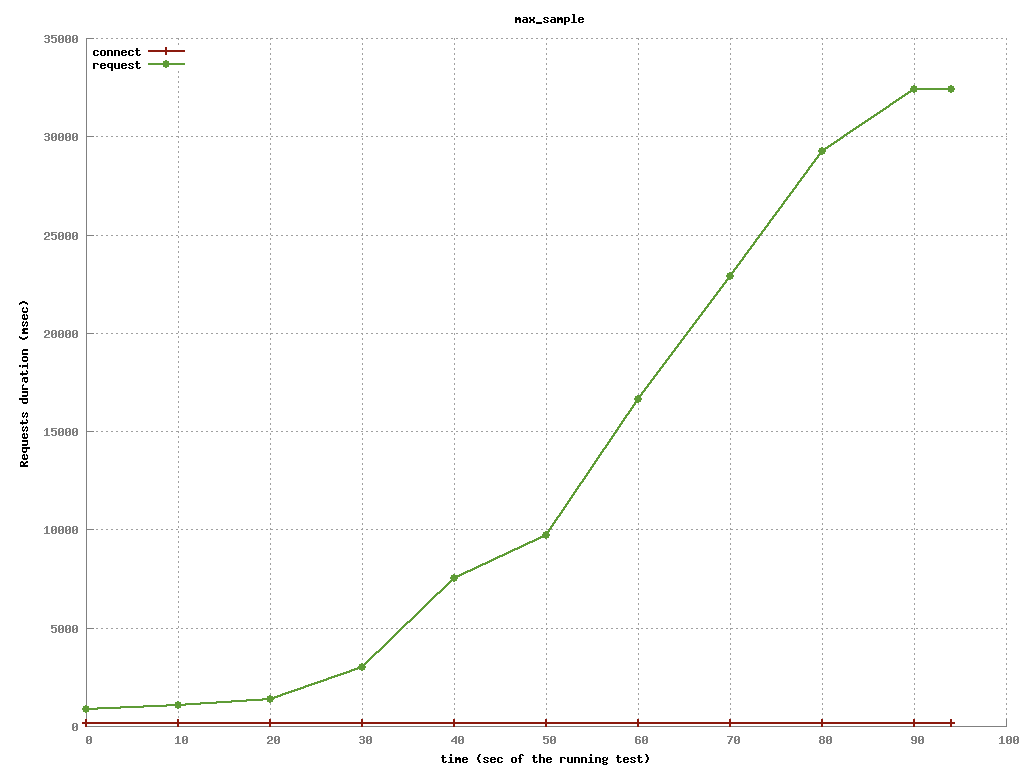 max_sample
35000
connect
request
30000
25000
20000
15000
10000
5000
0
0 10 20 30 40 50 60 70 80 90 100
Requests duration (msec)
time (sec of the running test)